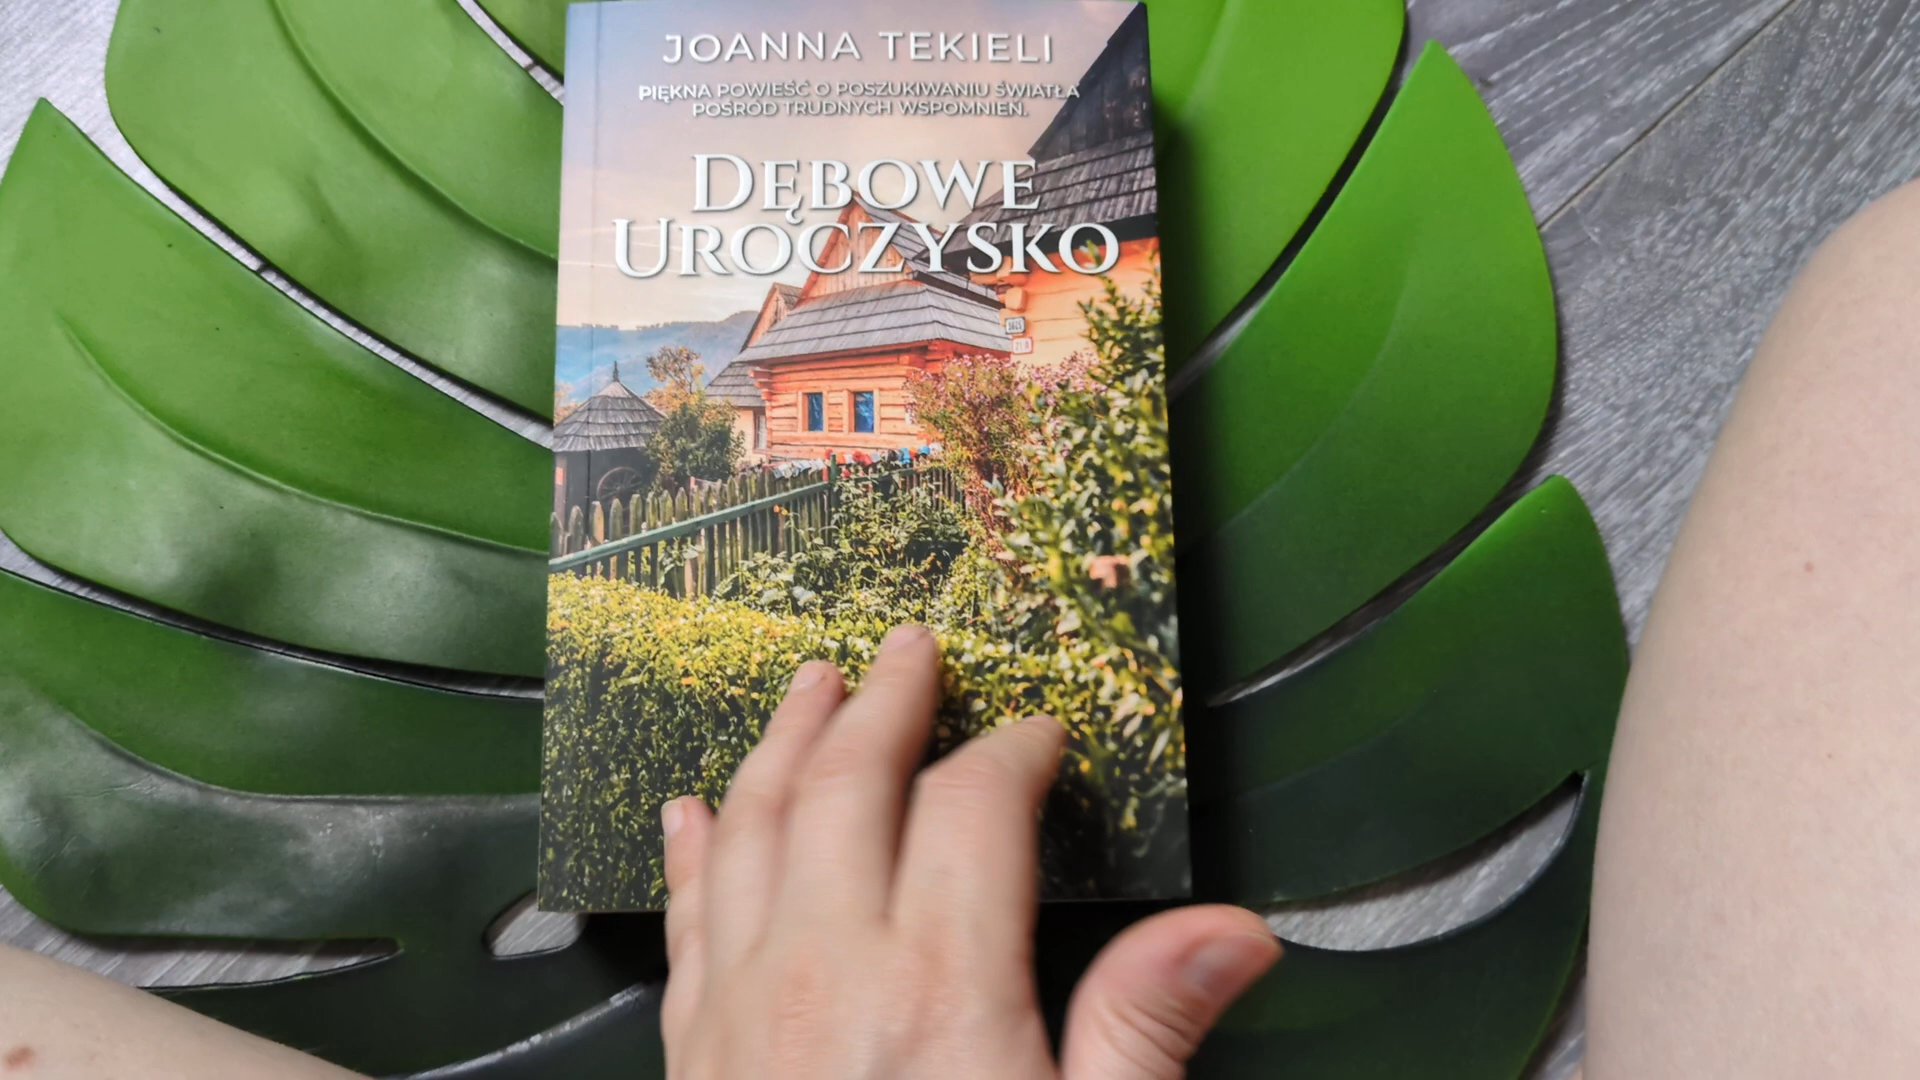 JOANNA TEKIELI
PIĘKNA POWIEŚĆ O POSZUKIWANIU ŚWIATŁA
POŚRÓD TRUDNYCH WSPOMNIEŃ.
DĘBOWE
UROCZYSKO